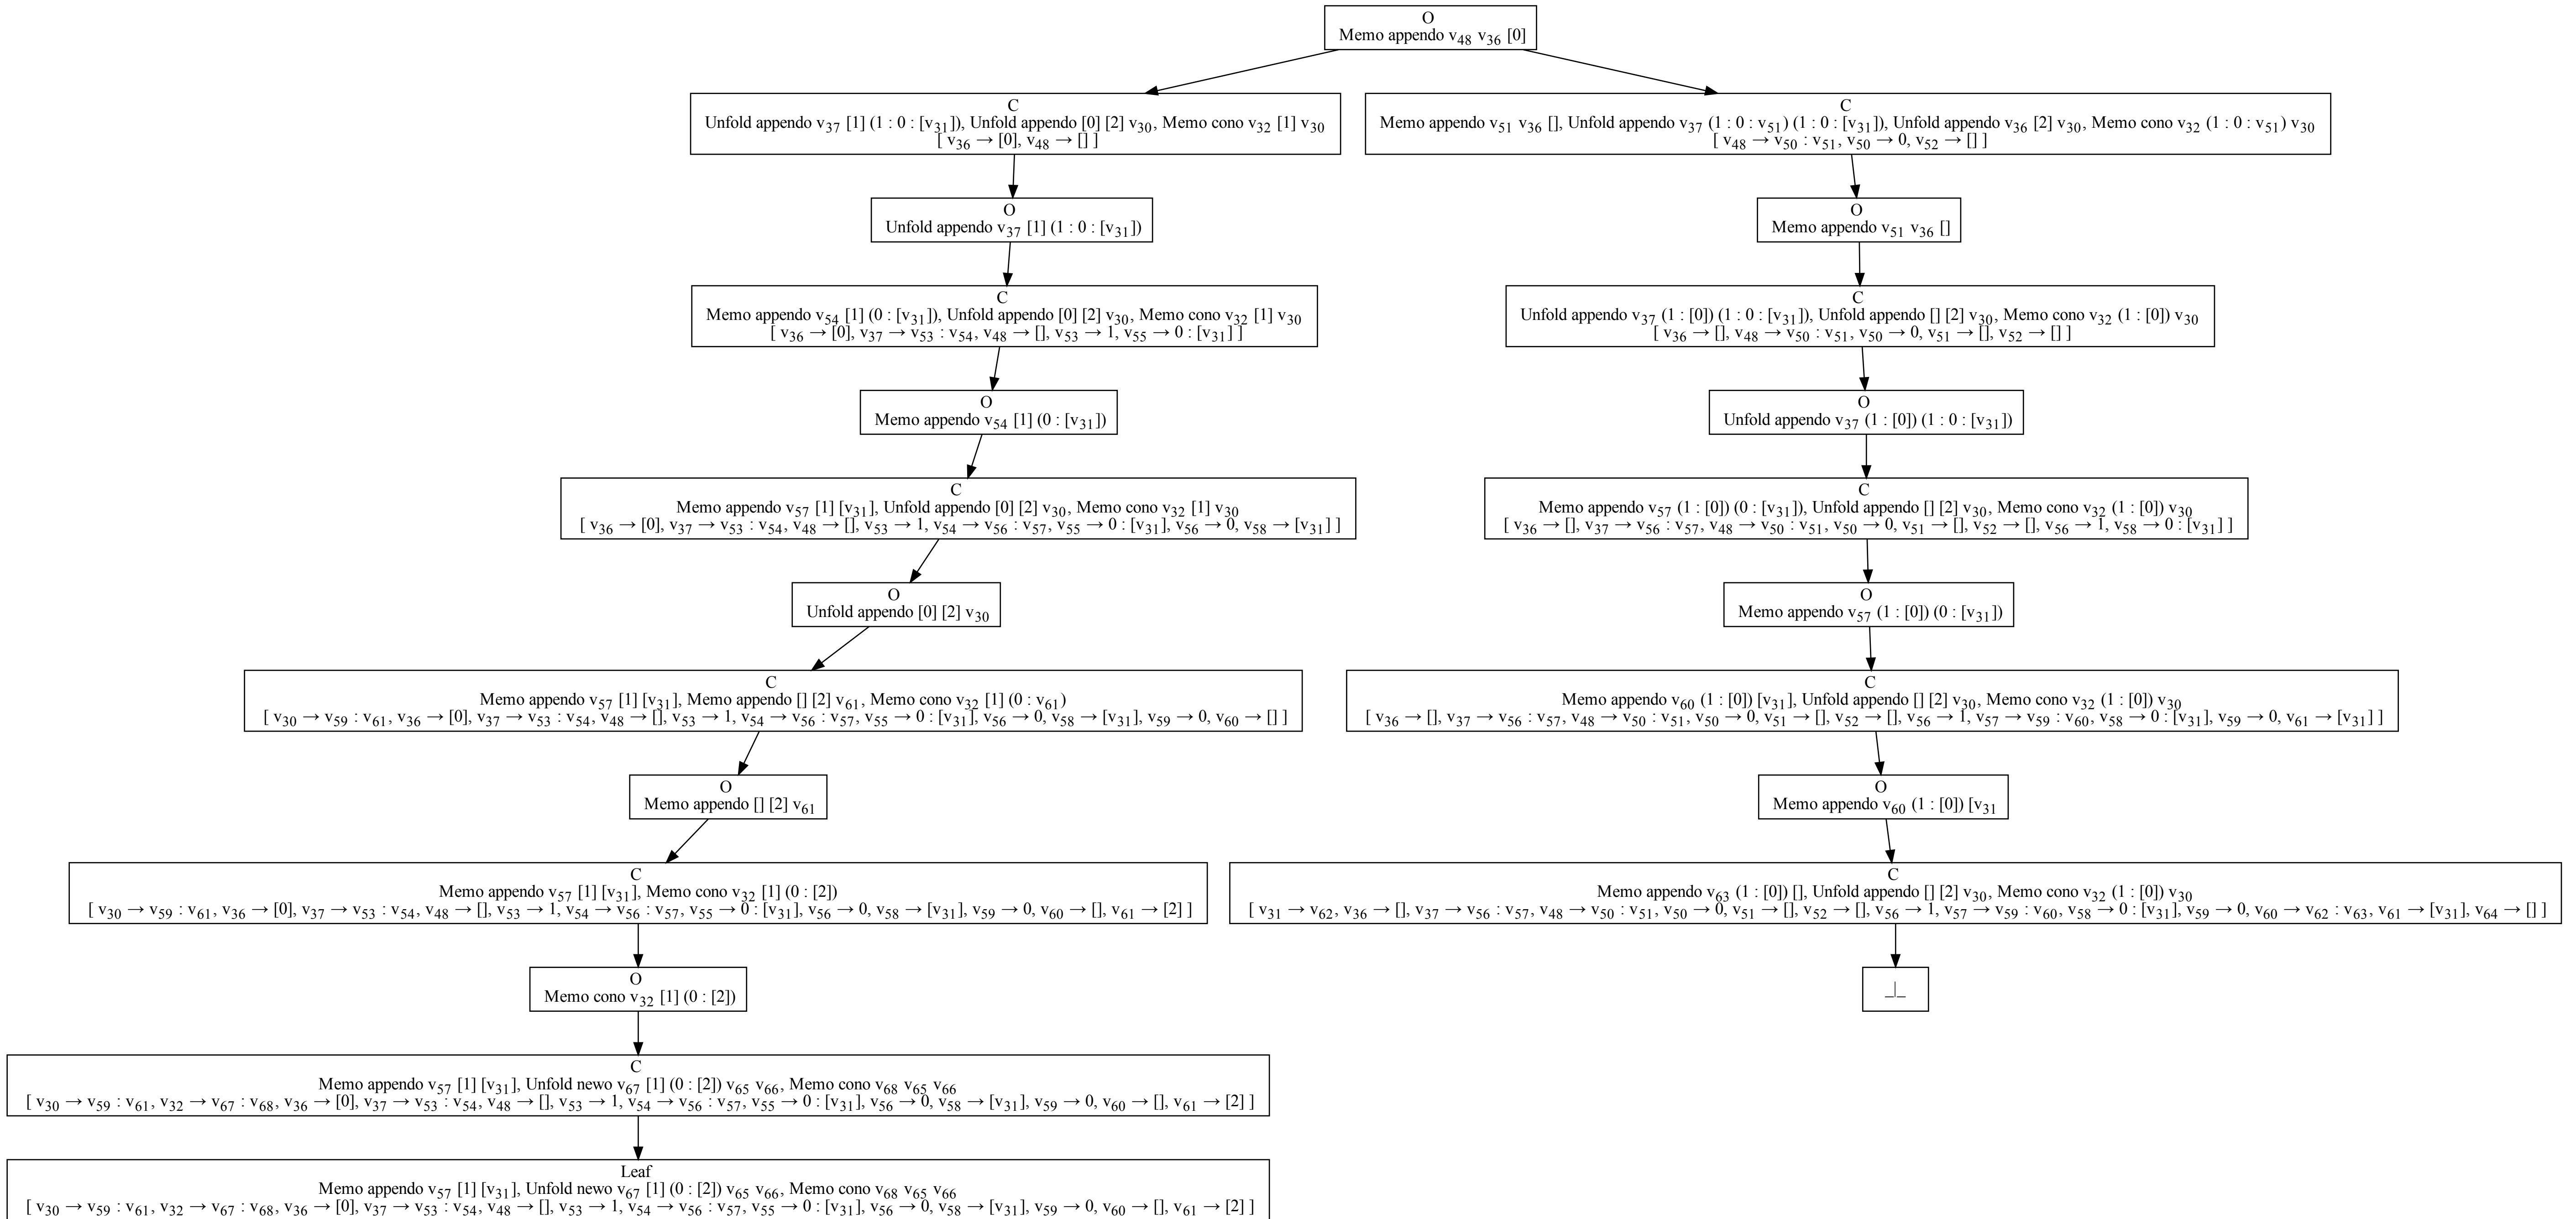 O
Memo appendo v₄₈ v₃₆ [0]
C
Unfold appendo v₃₇ [1] (1 : 0 : [v₃₁]), Unfold appendo [0] [2] v₃₀, Memo cono v₃₂ [1] v₃₀
[ v₃₆ → [0], v₄₈ → [] ]
C
Memo appendo v₅₁ v₃₆ [], Unfold appendo v₃₇ (1 : 0 : v₅₁) (1 : 0 : [v₃₁]), Unfold appendo v₃₆ [2] v₃₀, Memo cono v₃₂ (1 : 0 : v₅₁) v₃₀
[ v₄₈ → v₅₀ : v₅₁, v₅₀ → 0, v₅₂ → [] ]
O
Unfold appendo v₃₇ [1] (1 : 0 : [v₃₁])
O
Memo appendo v₅₁ v₃₆ []
C
Memo appendo v₅₄ [1] (0 : [v₃₁]), Unfold appendo [0] [2] v₃₀, Memo cono v₃₂ [1] v₃₀
[ v₃₆ → [0], v₃₇ → v₅₃ : v₅₄, v₄₈ → [], v₅₃ → 1, v₅₅ → 0 : [v₃₁] ]
C
Unfold appendo v₃₇ (1 : [0]) (1 : 0 : [v₃₁]), Unfold appendo [] [2] v₃₀, Memo cono v₃₂ (1 : [0]) v₃₀
[ v₃₆ → [], v₄₈ → v₅₀ : v₅₁, v₅₀ → 0, v₅₁ → [], v₅₂ → [] ]
O
Memo appendo v₅₄ [1] (0 : [v₃₁])
O
Unfold appendo v₃₇ (1 : [0]) (1 : 0 : [v₃₁])
C
Memo appendo v₅₇ [1] [v₃₁], Unfold appendo [0] [2] v₃₀, Memo cono v₃₂ [1] v₃₀
[ v₃₆ → [0], v₃₇ → v₅₃ : v₅₄, v₄₈ → [], v₅₃ → 1, v₅₄ → v₅₆ : v₅₇, v₅₅ → 0 : [v₃₁], v₅₆ → 0, v₅₈ → [v₃₁] ]
C
Memo appendo v₅₇ (1 : [0]) (0 : [v₃₁]), Unfold appendo [] [2] v₃₀, Memo cono v₃₂ (1 : [0]) v₃₀
[ v₃₆ → [], v₃₇ → v₅₆ : v₅₇, v₄₈ → v₅₀ : v₅₁, v₅₀ → 0, v₅₁ → [], v₅₂ → [], v₅₆ → 1, v₅₈ → 0 : [v₃₁] ]
O
Unfold appendo [0] [2] v₃₀
O
Memo appendo v₅₇ (1 : [0]) (0 : [v₃₁])
C
Memo appendo v₅₇ [1] [v₃₁], Memo appendo [] [2] v₆₁, Memo cono v₃₂ [1] (0 : v₆₁)
[ v₃₀ → v₅₉ : v₆₁, v₃₆ → [0], v₃₇ → v₅₃ : v₅₄, v₄₈ → [], v₅₃ → 1, v₅₄ → v₅₆ : v₅₇, v₅₅ → 0 : [v₃₁], v₅₆ → 0, v₅₈ → [v₃₁], v₅₉ → 0, v₆₀ → [] ]
C
Memo appendo v₆₀ (1 : [0]) [v₃₁], Unfold appendo [] [2] v₃₀, Memo cono v₃₂ (1 : [0]) v₃₀
[ v₃₆ → [], v₃₇ → v₅₆ : v₅₇, v₄₈ → v₅₀ : v₅₁, v₅₀ → 0, v₅₁ → [], v₅₂ → [], v₅₆ → 1, v₅₇ → v₅₉ : v₆₀, v₅₈ → 0 : [v₃₁], v₅₉ → 0, v₆₁ → [v₃₁] ]
O
Memo appendo [] [2] v₆₁
O
Memo appendo v₆₀ (1 : [0]) [v₃₁
C
Memo appendo v₅₇ [1] [v₃₁], Memo cono v₃₂ [1] (0 : [2])
[ v₃₀ → v₅₉ : v₆₁, v₃₆ → [0], v₃₇ → v₅₃ : v₅₄, v₄₈ → [], v₅₃ → 1, v₅₄ → v₅₆ : v₅₇, v₅₅ → 0 : [v₃₁], v₅₆ → 0, v₅₈ → [v₃₁], v₅₉ → 0, v₆₀ → [], v₆₁ → [2] ]
C
Memo appendo v₆₃ (1 : [0]) [], Unfold appendo [] [2] v₃₀, Memo cono v₃₂ (1 : [0]) v₃₀
[ v₃₁ → v₆₂, v₃₆ → [], v₃₇ → v₅₆ : v₅₇, v₄₈ → v₅₀ : v₅₁, v₅₀ → 0, v₅₁ → [], v₅₂ → [], v₅₆ → 1, v₅₇ → v₅₉ : v₆₀, v₅₈ → 0 : [v₃₁], v₅₉ → 0, v₆₀ → v₆₂ : v₆₃, v₆₁ → [v₃₁], v₆₄ → [] ]
O
Memo cono v₃₂ [1] (0 : [2])
_|_
C
Memo appendo v₅₇ [1] [v₃₁], Unfold newo v₆₇ [1] (0 : [2]) v₆₅ v₆₆, Memo cono v₆₈ v₆₅ v₆₆
[ v₃₀ → v₅₉ : v₆₁, v₃₂ → v₆₇ : v₆₈, v₃₆ → [0], v₃₇ → v₅₃ : v₅₄, v₄₈ → [], v₅₃ → 1, v₅₄ → v₅₆ : v₅₇, v₅₅ → 0 : [v₃₁], v₅₆ → 0, v₅₈ → [v₃₁], v₅₉ → 0, v₆₀ → [], v₆₁ → [2] ]
Leaf
Memo appendo v₅₇ [1] [v₃₁], Unfold newo v₆₇ [1] (0 : [2]) v₆₅ v₆₆, Memo cono v₆₈ v₆₅ v₆₆
[ v₃₀ → v₅₉ : v₆₁, v₃₂ → v₆₇ : v₆₈, v₃₆ → [0], v₃₇ → v₅₃ : v₅₄, v₄₈ → [], v₅₃ → 1, v₅₄ → v₅₆ : v₅₇, v₅₅ → 0 : [v₃₁], v₅₆ → 0, v₅₈ → [v₃₁], v₅₉ → 0, v₆₀ → [], v₆₁ → [2] ]